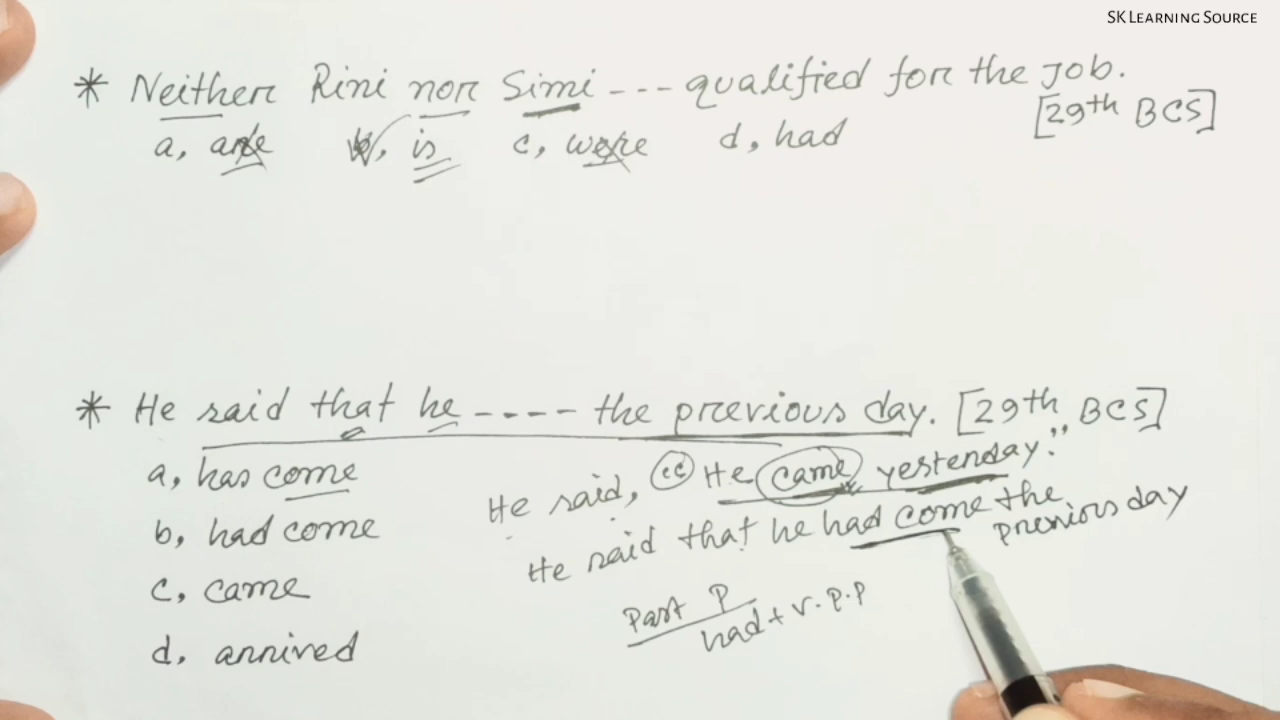 SK LEARNING SOURCE
* Neither Rini nor Simi --- qualified for the job.
[29th BCS]
a, are b, is c, were d, had
* He said that he ---- the previous day. [29th BCS]
a, has come
b, had come
c, came
d. arrived
He said, "He came yesterday."
He said that he had come the
previous day
Past P
had + v.p.p